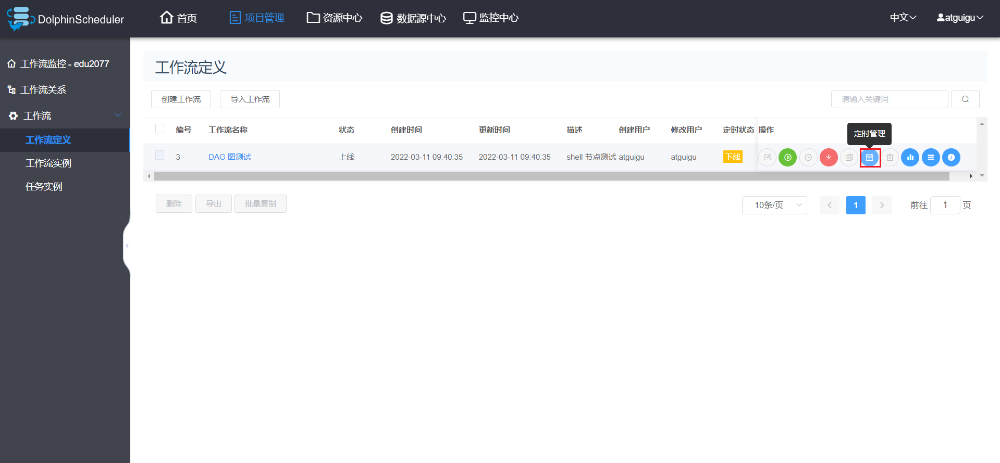 DolphinScheduler 首页 项目管理 资源中心 数据源中心 监控中心 中文 atguigu
工作流监控 - edu2077
工作流关系
工作流
工作流定义
工作流实例
任务实例
工作流定义
创建工作流 导入工作流 请输入关键词
编号 工作流名称 状态 创建时间 更新时间 描述 创建用户 修改用户 定时状态 操作
定时管理
3 DAG 图测试 上线 2022-03-11 09:40:35 2022-03-11 09:40:35 shell 节点测试 atguigu atguigu 下线
删除 导出 批量复制 10条/页 1 前往 1 页